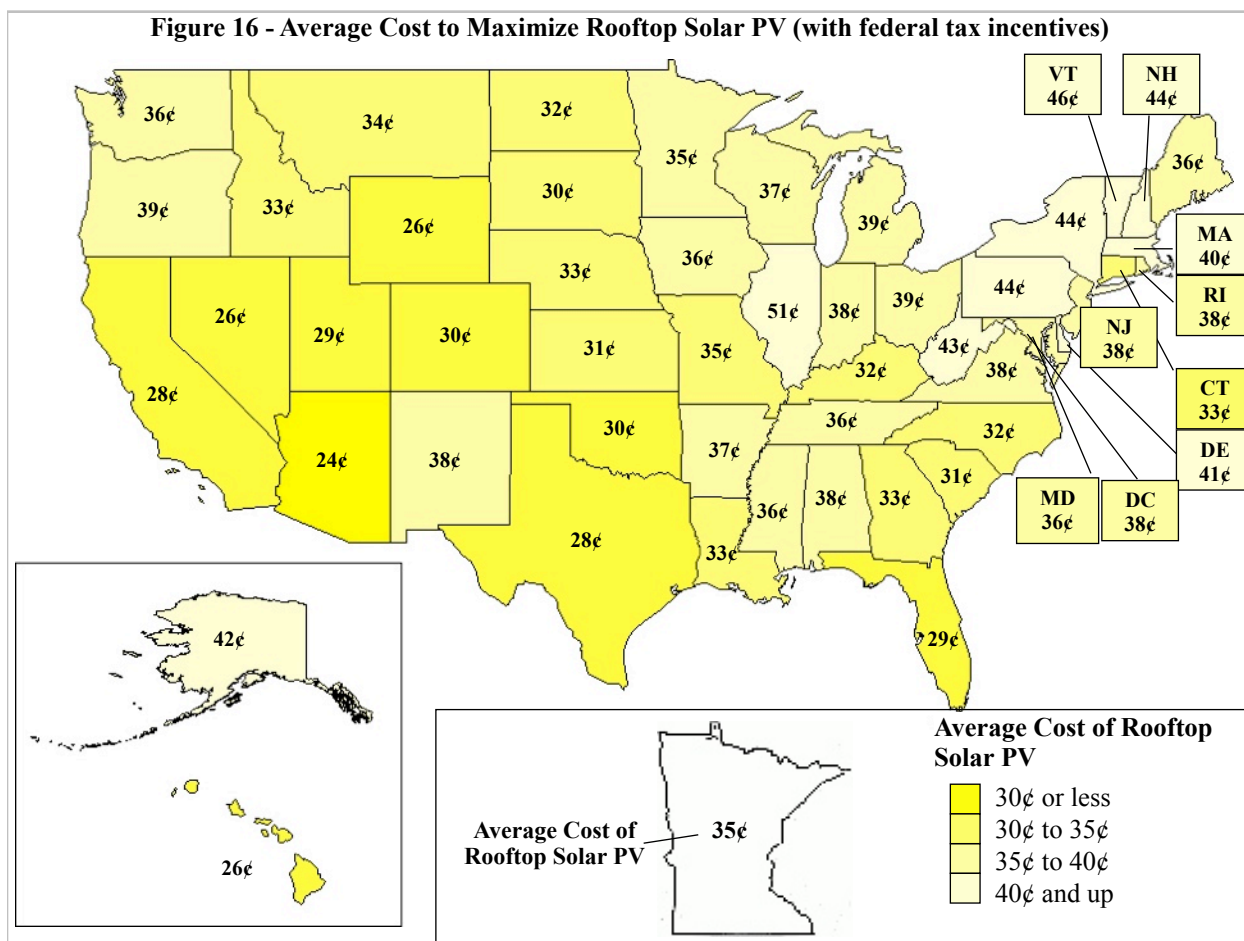 Figure 16 - Average Cost to Maximize Rooftop Solar PV (with federal tax incentives)
VT
46¢
NH
44¢
36¢
34¢
32¢
35¢
36¢
39¢
33¢
30¢
37¢
26¢
39¢
44¢
MA
40¢
33¢
36¢
RI
38¢
26¢
29¢
30¢
31¢
35¢
51¢
38¢
39¢
44¢
NJ
38¢
28¢
32¢
43¢
38¢
CT
33¢
24¢
38¢
30¢
37¢
36¢
32¢
DE
41¢
28¢
33¢
36¢
38¢
33¢
31¢
MD
36¢
DC
38¢
29¢
42¢
26¢
Average Cost of
Rooftop Solar PV
35¢
Average Cost of Rooftop
Solar PV
30¢ or less
30¢ to 35¢
35¢ to 40¢
40¢ and up